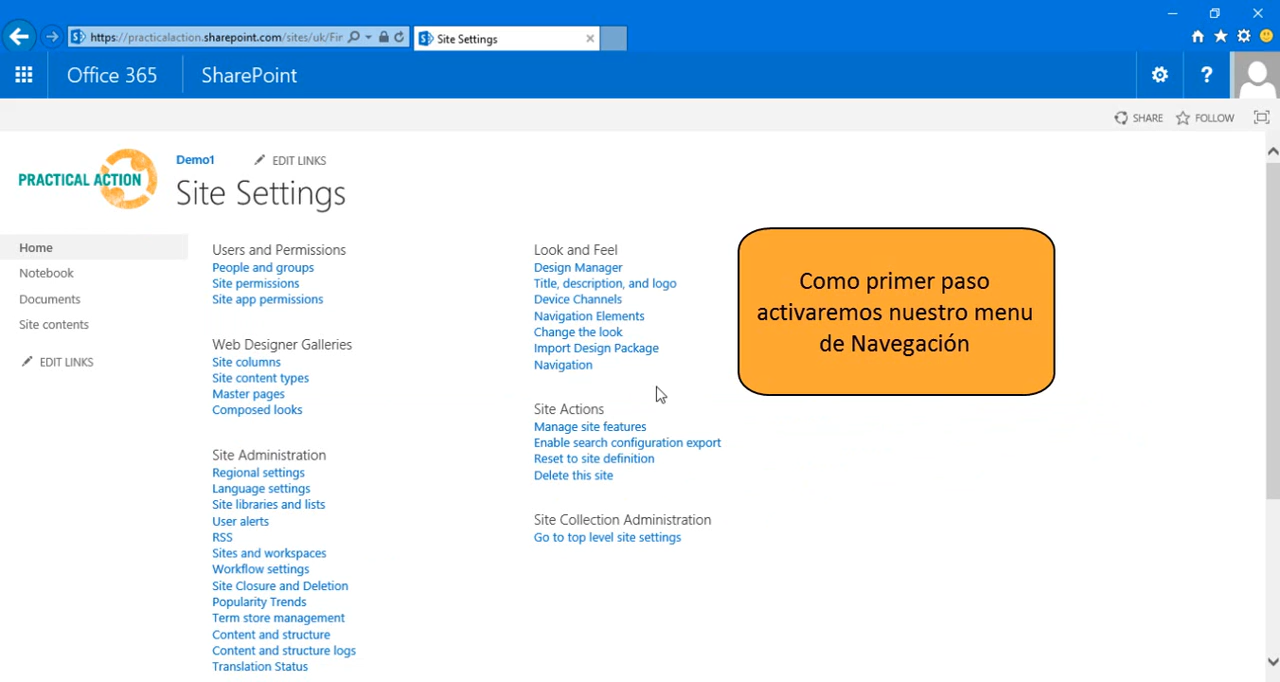 https://practicalaction.sharepoint.com/sites/uk/Fir
Site Settings
Office 365
SharePoint
?
SHARE
FOLLOW
PRACTICAL ACTION
Demo1
EDIT LINKS
Site Settings
Home
Notebook
Documents
Site contents
EDIT LINKS
Users and Permissions
People and groups
Site permissions
Site app permissions
Web Designer Galleries
Site columns
Site content types
Master pages
Composed looks
Site Administration
Regional settings
Language settings
Site libraries and lists
User alerts
RSS
Sites and workspaces
Workflow settings
Site Closure and Deletion
Popularity Trends
Term store management
Content and structure
Content and structure logs
Translation Status
Look and Feel
Design Manager
Title, description, and logo
Device Channels
Navigation Elements
Change the look
Import Design Package
Navigation
Site Actions
Manage site features
Enable search configuration export
Reset to site definition
Delete this site
Site Collection Administration
Go to top level site settings
Como primer paso
activaremos nuestro menu
de Navegación